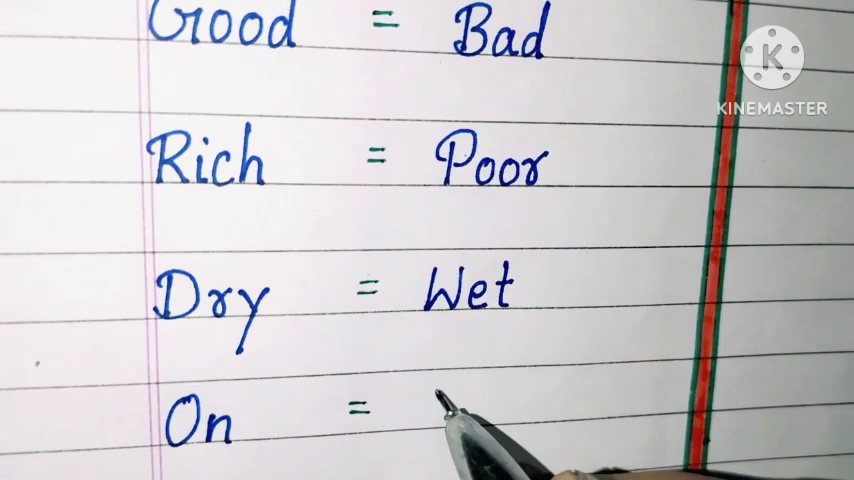 Good = Bad
KINEMASTER
Rich = Poor
Dry = Wet
On =